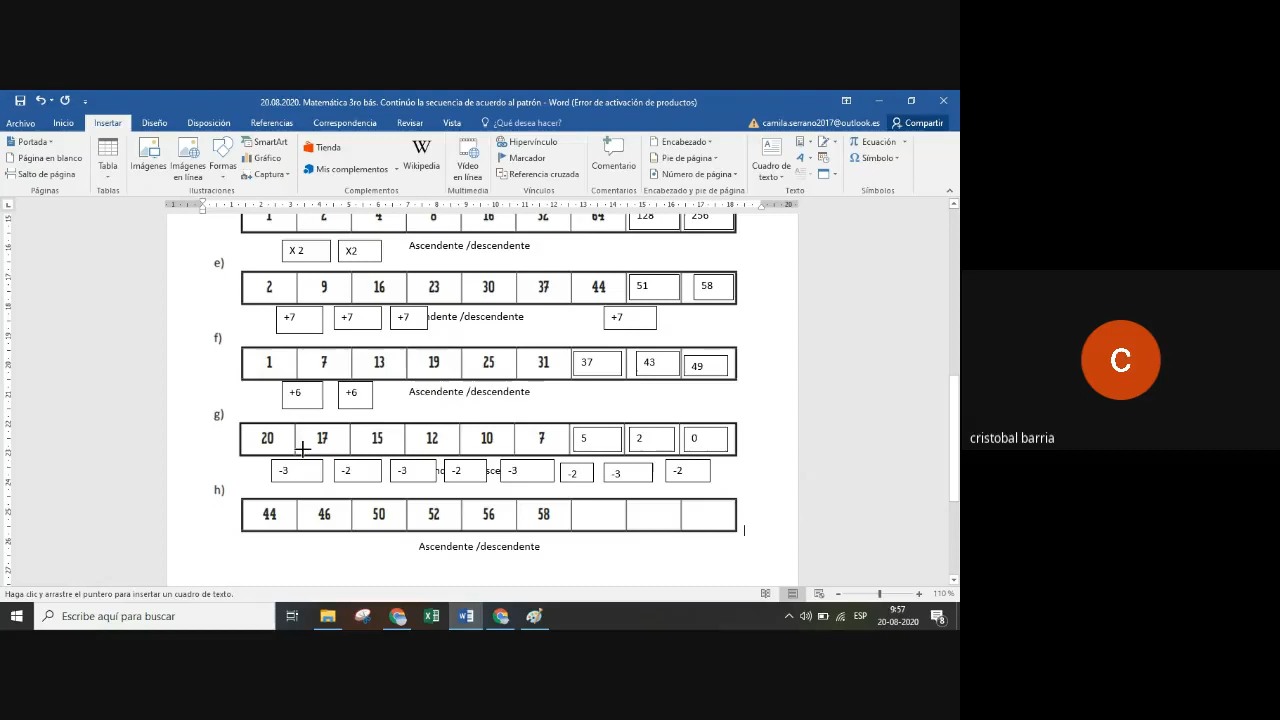 20.08.2020. Matemática 3ro bás. Continúo la secuencia de acuerdo al patrón - Word (Error de activación de productos)
Archivo Inicio Insertar Diseño Disposición Referencias Correspondencia Revisar Vista ¿Qué desea hacer? camila.serrano2017@outlook.es Compartir
Portada
Página en blanco
Salto de página
Páginas
Tabla
Tablas
Imágenes
Imágenes en línea
Formas
SmartArt
Gráfico
Captura
Ilustraciones
Tienda
Mis complementos
Wikipedia
Complementos
Vídeo en línea
Multimedia
Hipervínculo
Marcador
Referencia cruzada
Vínculos
Comentario
Comentarios
Encabezado
Pie de página
Número de página
Encabezado y pie de página
Cuadro de texto
Texto
Ecuación
Símbolo
Símbolos
1 2 4 8 16 32 64 128 256
X 2 X2 Ascendente /descendente
e)
2 9 16 23 30 37 44 51 58
+7 +7 +7 ndente /descendente +7
f)
1 7 13 19 25 31 37 43 49
+6 +6 Ascendente /descendente
g)
20 17 15 12 10 7 5 2 0
-3 -2 -3 -2 -3 -2 -3 -2
h)
44 46 50 52 56 58
Ascendente /descendente
Haga clic y arrastre el puntero para insertar un cuadro de texto. 110 %
Escribe aquí para buscar
ESP
9:57
20-08-2020
8
C
cristobal barria